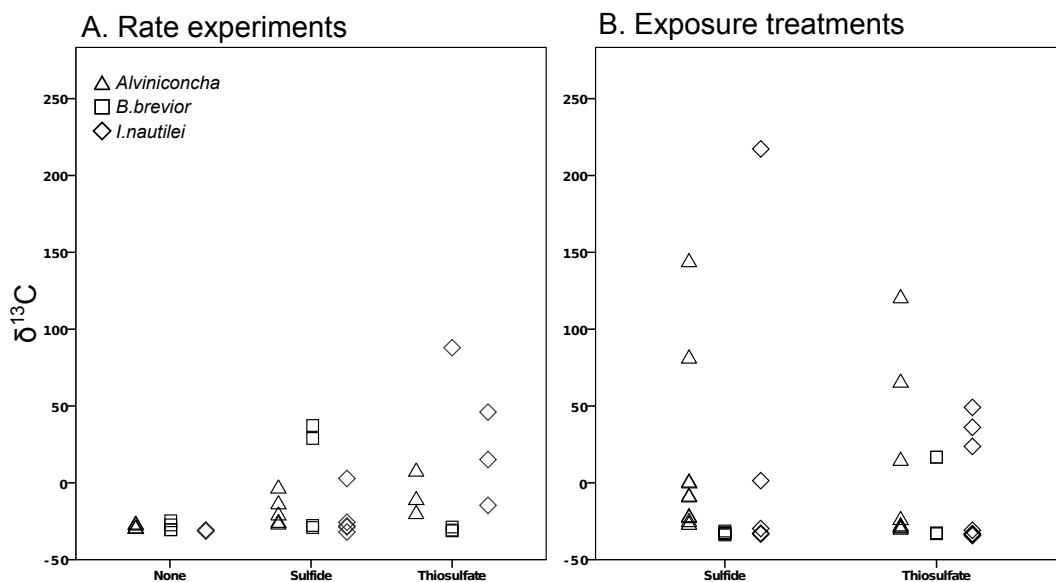 A. Rate experiments
B. Exposure treatments
Alviniconcha
B.brevior
I.nautilei
δ13C
250
200
150
100
50
0
-50
None Sulfide Thiosulfate
250
200
150
100
50
0
-50
Sulfide Thiosulfate